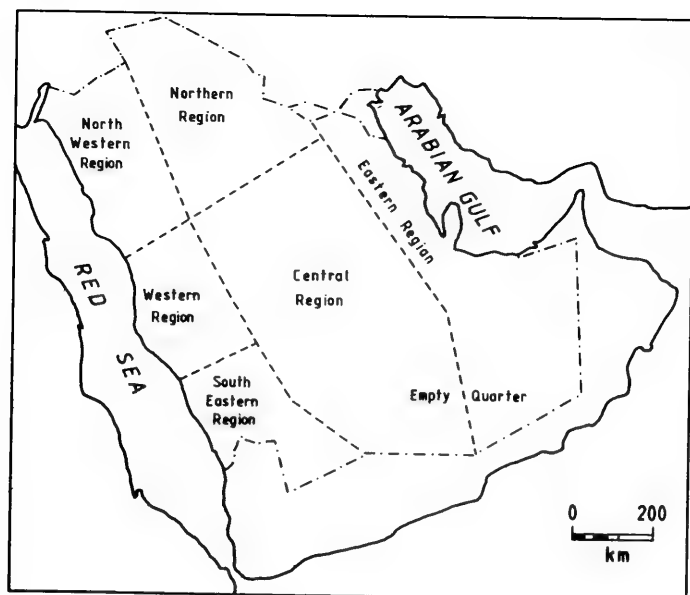 Northern
Region
North
Western
Region
ARABIAN GULF
Eastern Region
Central
Region
Western
Region
RED SEA
South
Eastern
Region
Empty Quarter
0 200
km